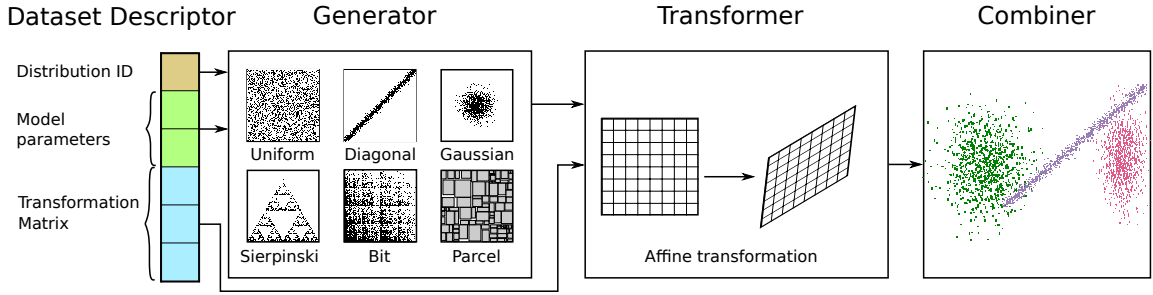 Dataset Descriptor
Generator
Transformer
Combiner
Distribution ID
Model
parameters
Transformation
Matrix
Uniform
Diagonal
Gaussian
Sierpinski
Bit
Parcel
Affine transformation